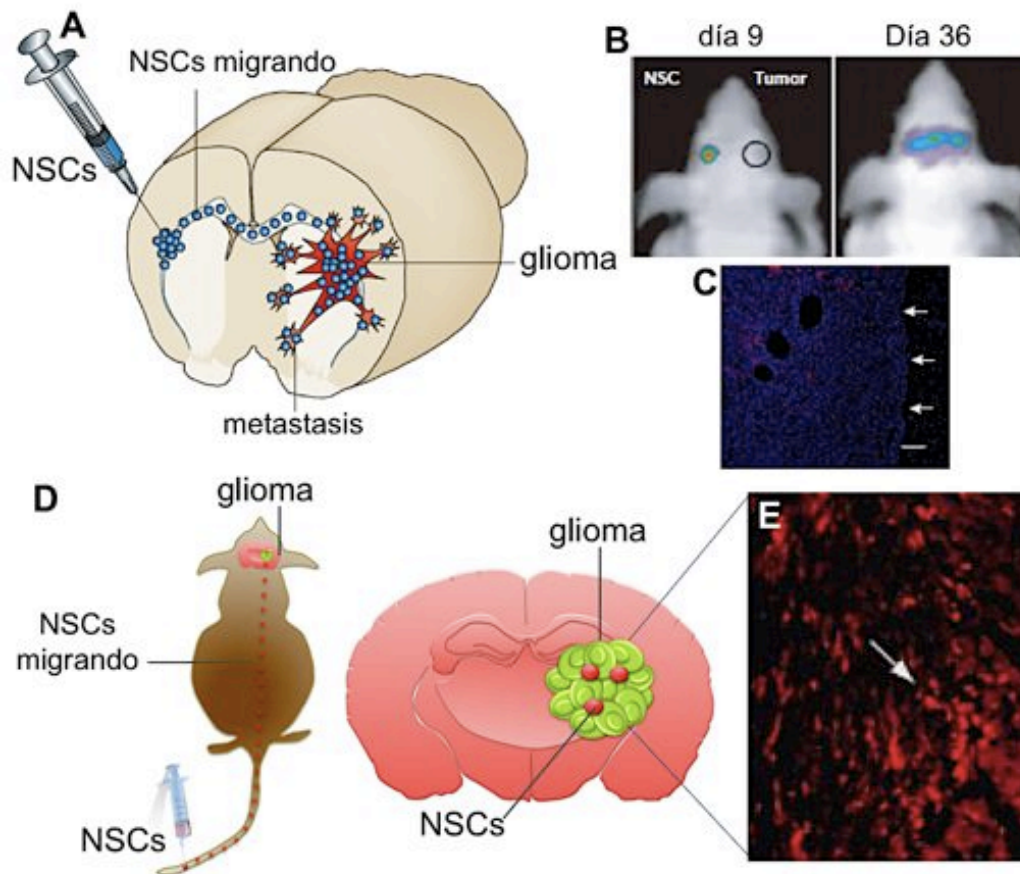 A
NSCs migrando
NSCs
glioma
metastasis
B
día 9
Día 36
NSC
Tumor
C
D
glioma
NSCs
migrando
NSCs
glioma
NSCs
E